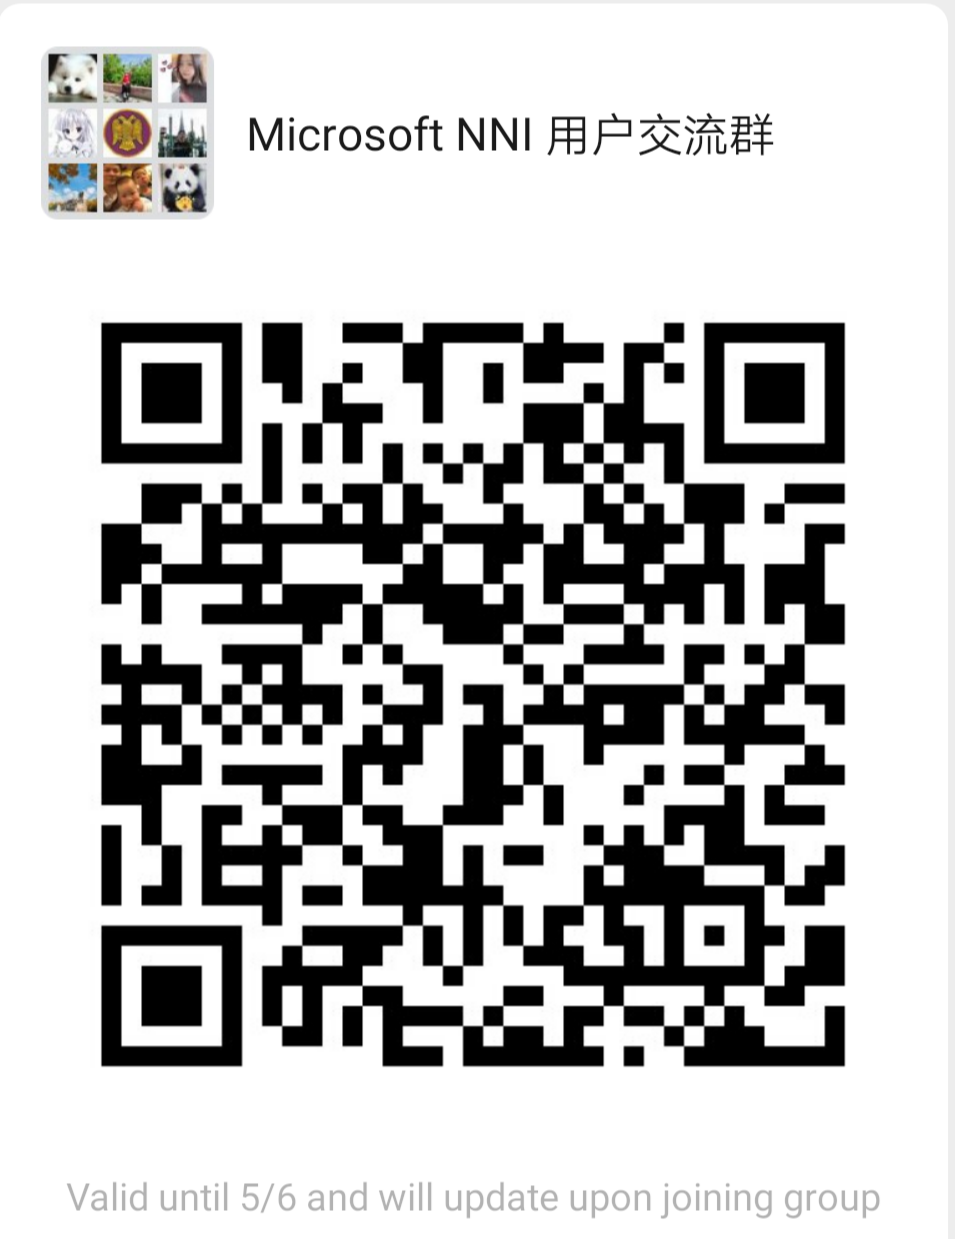 Microsoft NNI 用户交流群
Valid until 5/6 and will update upon joining group